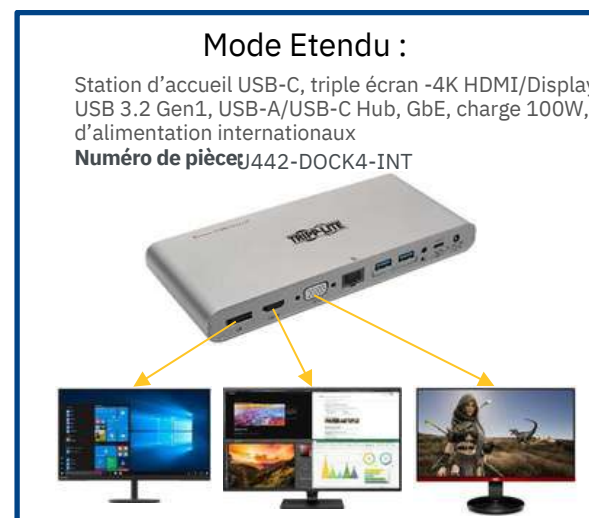 Mode Etendu :
Station d’accueil USB-C, triple écran -4K HDMI/Display
USB 3.2 Gen1, USB-A/USB-C Hub, GbE, charge 100W,
d’alimentation internationaux
Numéro de pièce: U442-DOCK4-INT
TRIPP-LITE